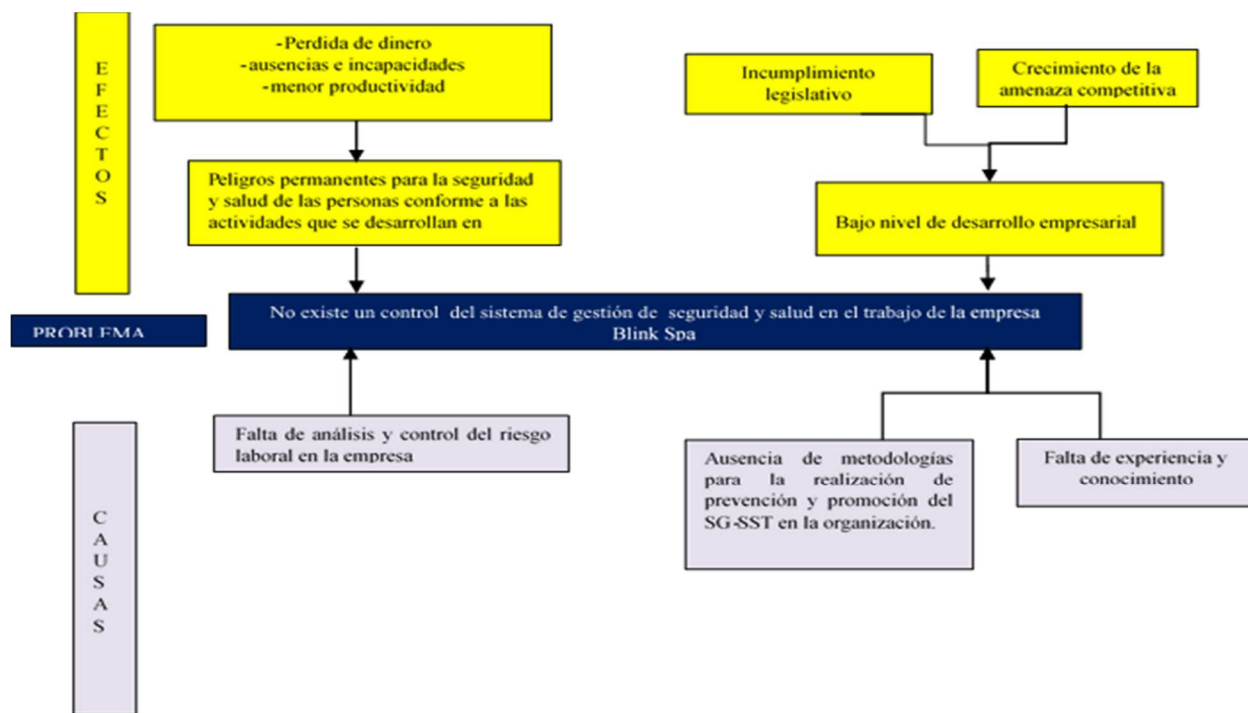 EFECTOS
-Perdida de dinero
-ausencias e incapacidades
-menor productividad
Incumplimiento
legislativo
Crecimiento de la
amenaza competitiva
Peligros permanentes para la seguridad
y salud de las personas conforme a las
actividades que se desarrollan en
Bajo nivel de desarrollo empresarial
PROBLEMA
No existe un control del sistema de gestión de seguridad y salud en el trabajo de la empresa
Blink Spa
CAUSAS
Falta de análisis y control del riesgo
laboral en la empresa
Ausencia de metodologías
para la realización de
prevención y promoción del
SG-SST en la organización.
Falta de experiencia y
conocimiento